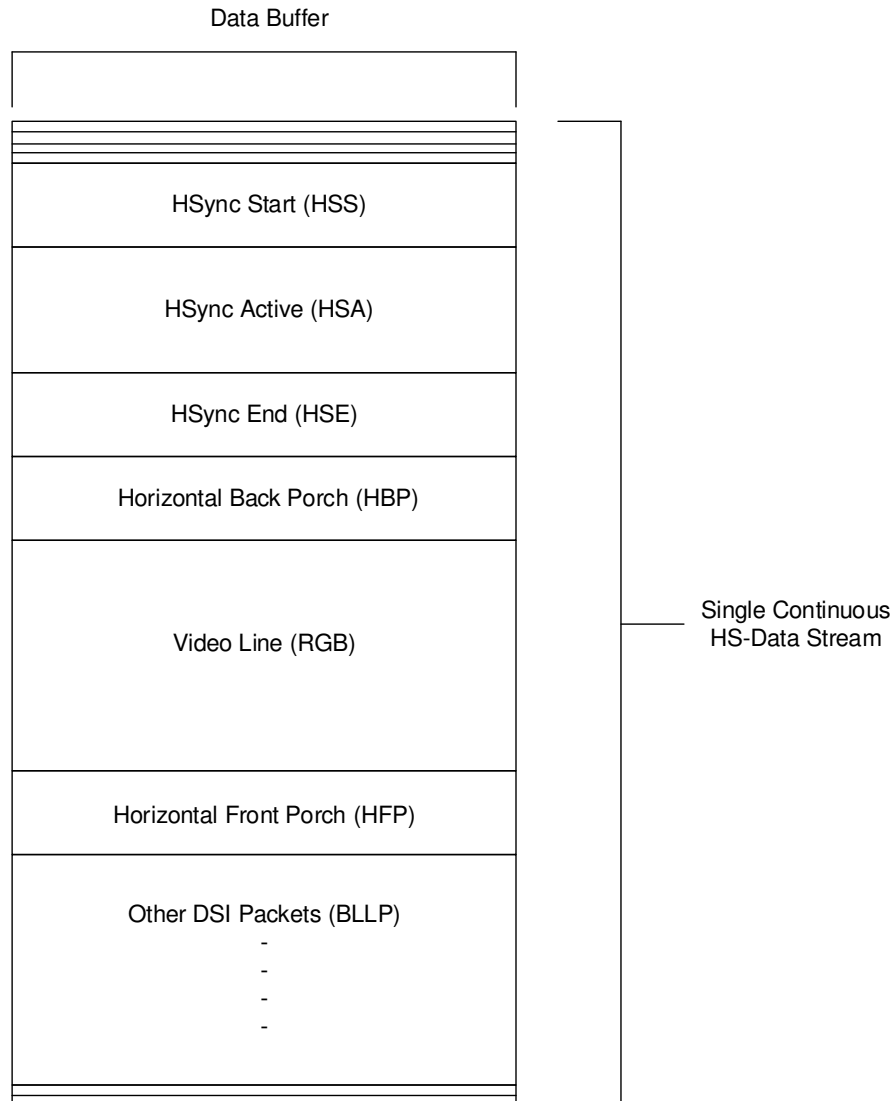 Data Buffer
HSync Start (HSS)
HSync Active (HSA)
HSync End (HSE)
Horizontal Back Porch (HBP)
Video Line (RGB)
Single Continuous
HS-Data Stream
Horizontal Front Porch (HFP)
Other DSI Packets (BLLP)
-
-
-
-